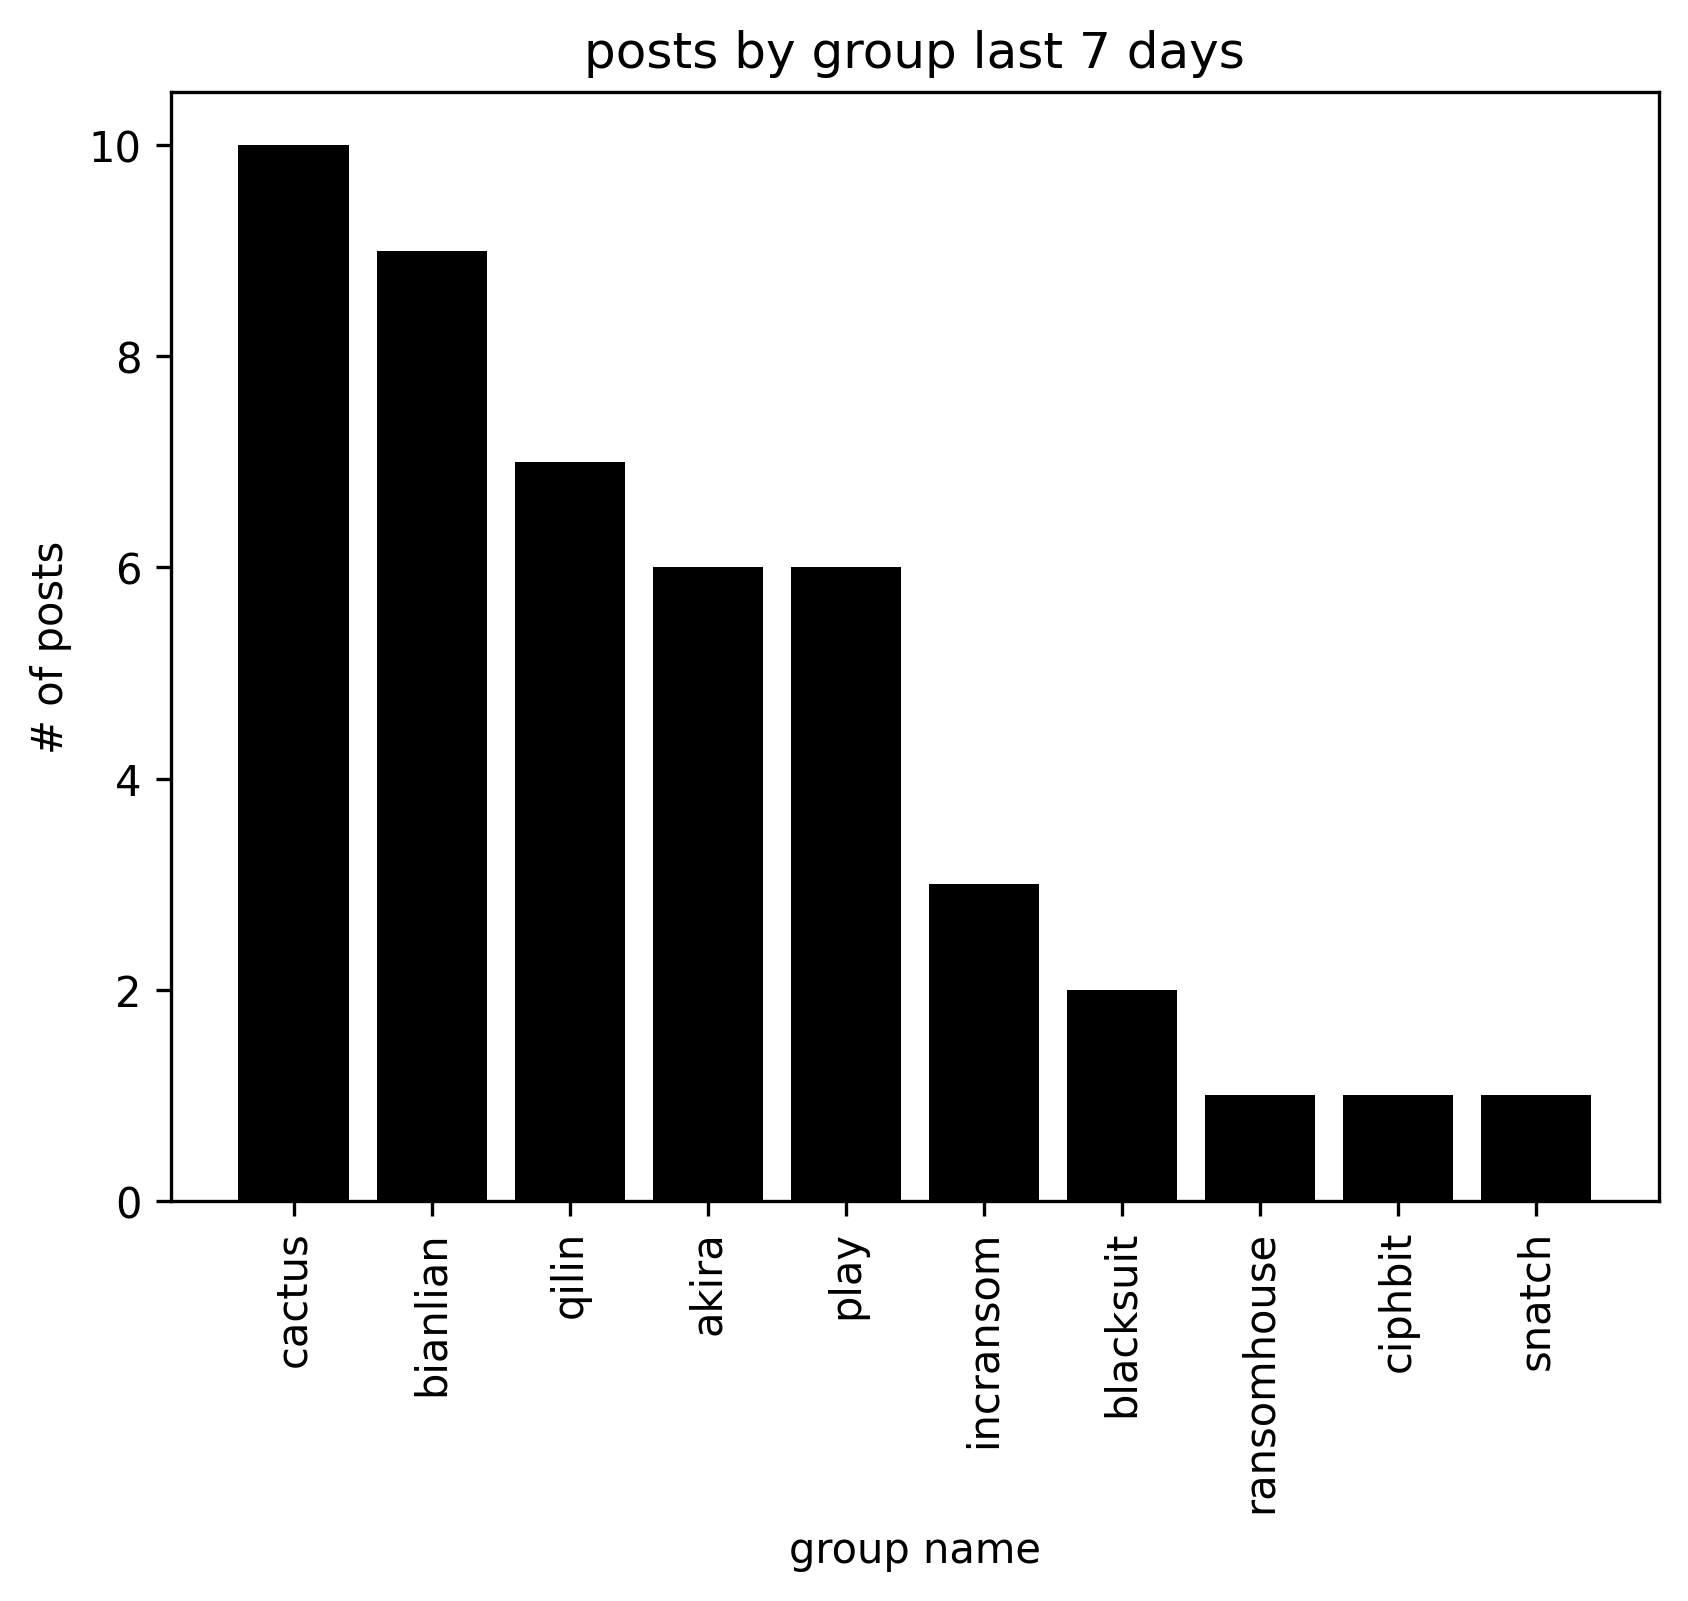 posts by group last 7 days
10
8
6
4
2
0
# of posts
cactus
bianlian
qilin
akira
play
incransom
blacksuit
ransomhouse
ciphbit
snatch
group name